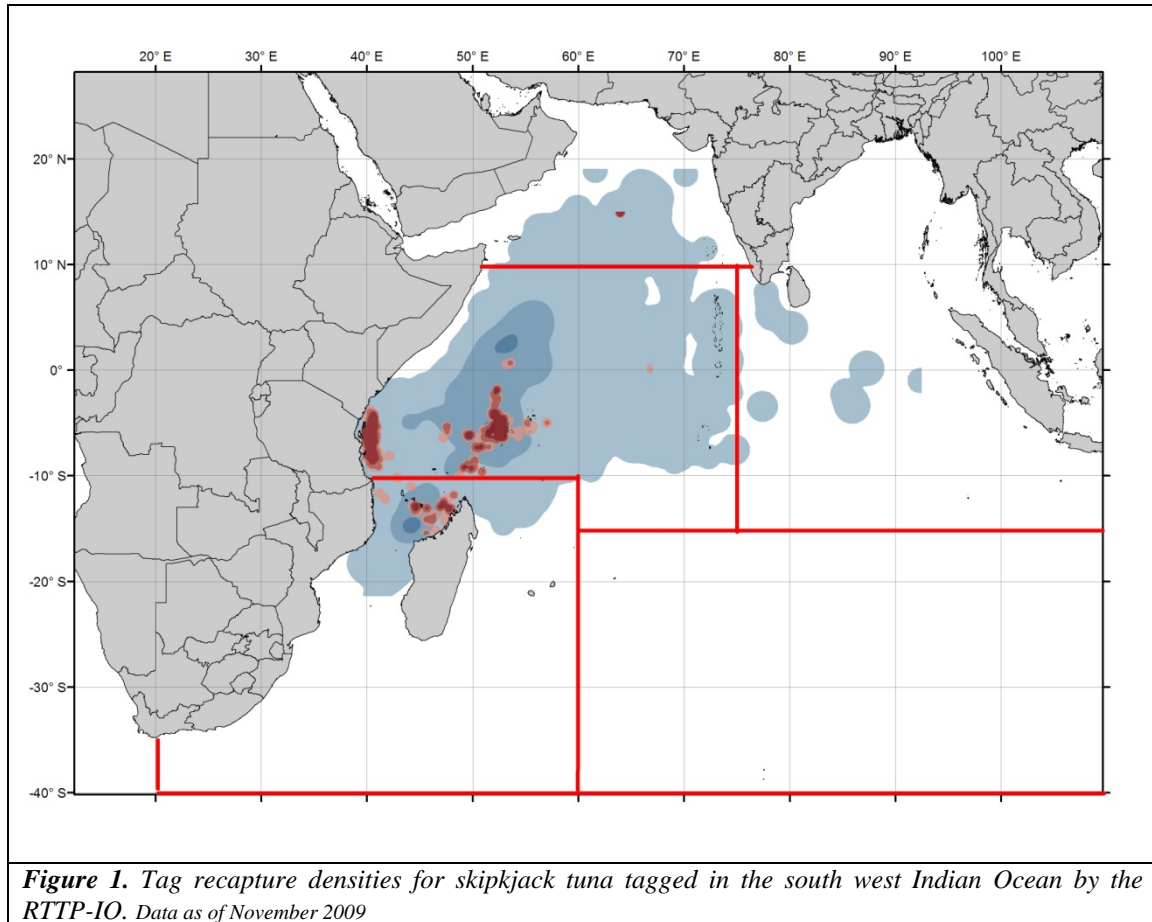 20° E 30° E 40° E 50° E 60° E 70° E 80° E 90° E 100° E
20° N
10° N
0°
-10° S
-20° S
-30° S
-40° S
Figure 1. Tag recapture densities for skipkjack tuna tagged in the south west Indian Ocean by the
RTTP-IO. Data as of November 2009